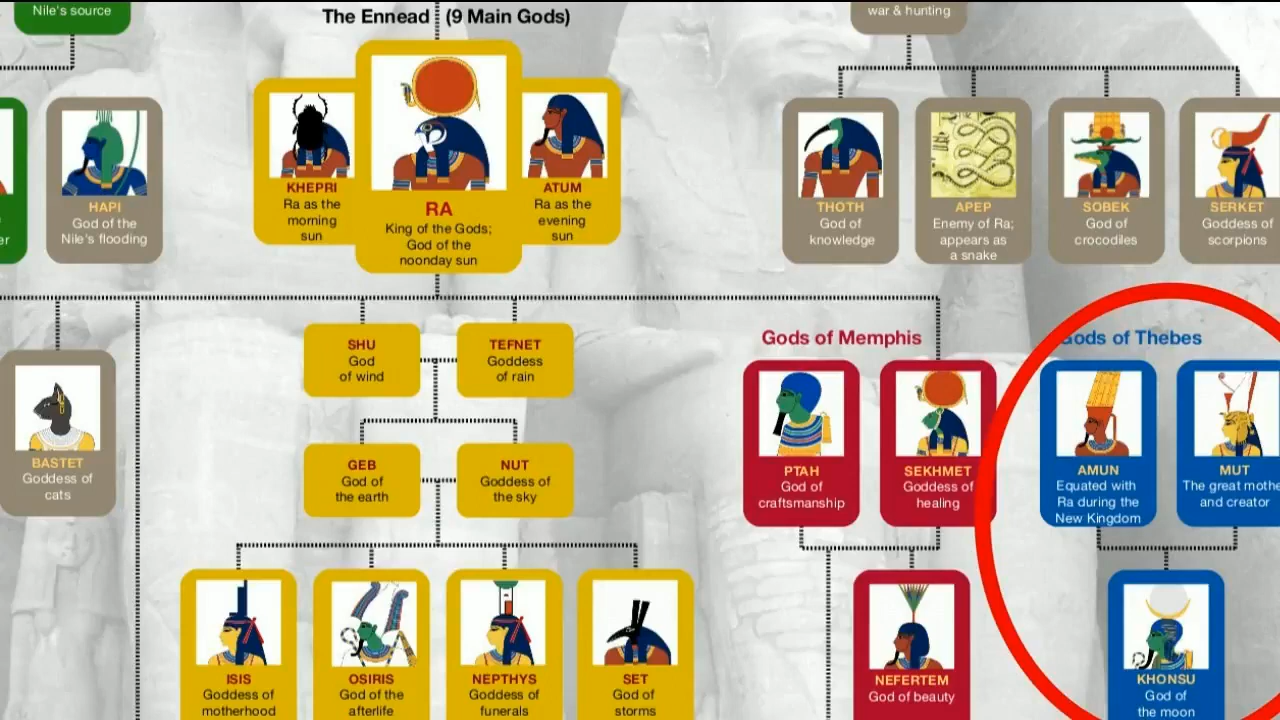 Nile's source
The Ennead (9 Main Gods)
war & hunting
HAPI
God of the
Nile's flooding
KHEPRI
Ra as the
morning
sun
RA
King of the Gods;
God of the
noonday sun
ATUM
Ra as the
evening
sun
THOTH
God of
knowledge
APEP
Enemy of Ra;
appears as
a snake
SOBEK
God of
crocodiles
SERKET
Goddess of
scorpions
er
SHU
God
of wind
TEFNET
Goddess
of rain
Gods of Memphis
Gods of Thebes
BASTET
Goddess of
cats
GEB
God of
the earth
NUT
Goddess of
the sky
PTAH
God of
craftsmanship
SEKHMET
Goddess of
healing
AMUN
Equated with
Ra during the
New Kingdom
MUT
The great mothe
and creator
ISIS
Goddess of
motherhood
OSIRIS
God of the
afterlife
NEPTHYS
Goddess of
funerals
SET
God of
storms
NEFERTEM
God of beauty
KHONSU
God of
the moon